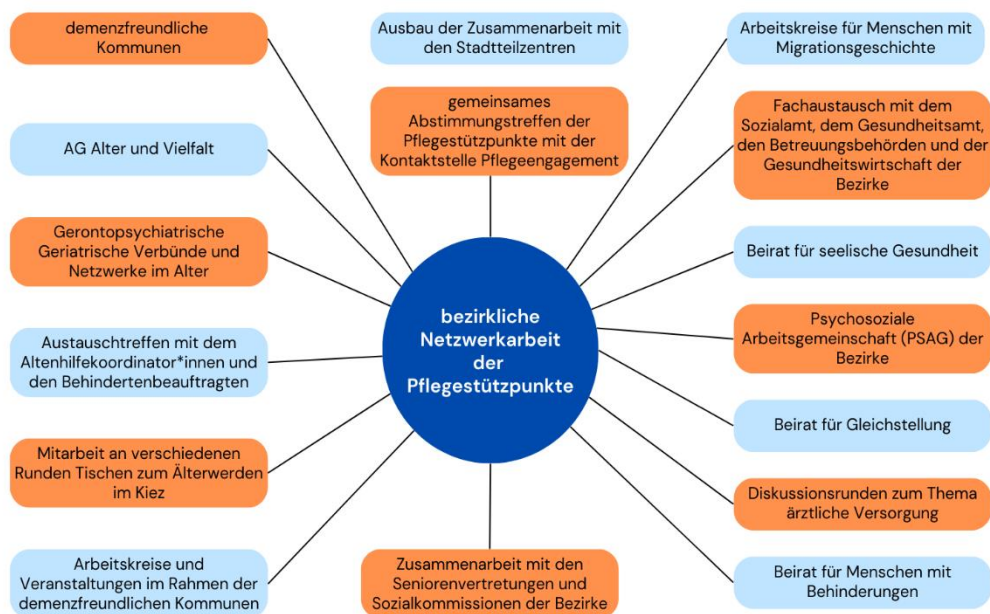 demenzfreundliche
Kommunen
AG Alter und Vielfalt
Gerontopsychiatrische
Geriatrische Verbünde und
Netzwerke im Alter
Austauschtreffen mit dem
Altenhilfekoordinator*innen und
den Behindertenbeauftragten
Mitarbeit an verschiedenen
Runden Tischen zum Älterwerden
im Kiez
Arbeitskreise und
Veranstaltungen im Rahmen der
demenzfreundlichen Kommunen
Ausbau der Zusammenarbeit mit
den Stadtteilzentren
gemeinsames
Abstimmungstreffen der
Pflegestützpunkte mit der
Kontaktstelle Pflegeengagement
bezirkliche
Netzwerkarbeit
der
Pflegestützpunkte
Zusammenarbeit mit den
Seniorenvertretungen und
Sozialkommissionen der Bezirke
Arbeitskreise für Menschen mit
Migrationsgeschichte
Fachaustausch mit dem
Sozialamt, dem Gesundheitsamt,
den Betreuungsbehörden und der
Gesundheitswirtschaft der
Bezirke
Beirat für seelische Gesundheit
Psychosoziale
Arbeitsgemeinschaft (PSAG) der
Bezirke
Beirat für Gleichstellung
Diskussionsrunden zum Thema
ärztliche Versorgung
Beirat für Menschen mit
Behinderungen